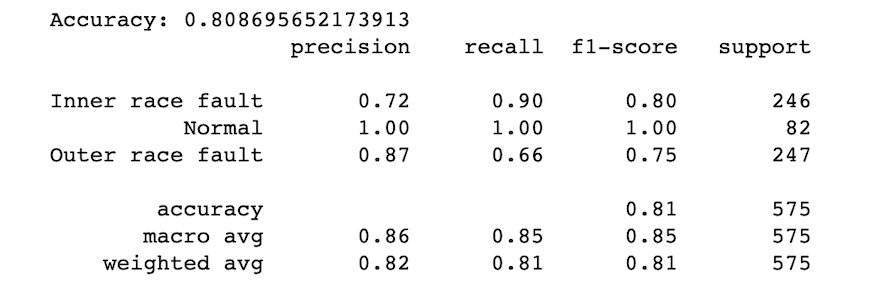 Accuracy: 0.808695652173913
precision recall f1-score support
Inner race fault 0.72 0.90 0.80 246
Normal 1.00 1.00 1.00 82
Outer race fault 0.87 0.66 0.75 247
accuracy 0.81 575
macro avg 0.86 0.85 0.85 575
weighted avg 0.82 0.81 0.81 575